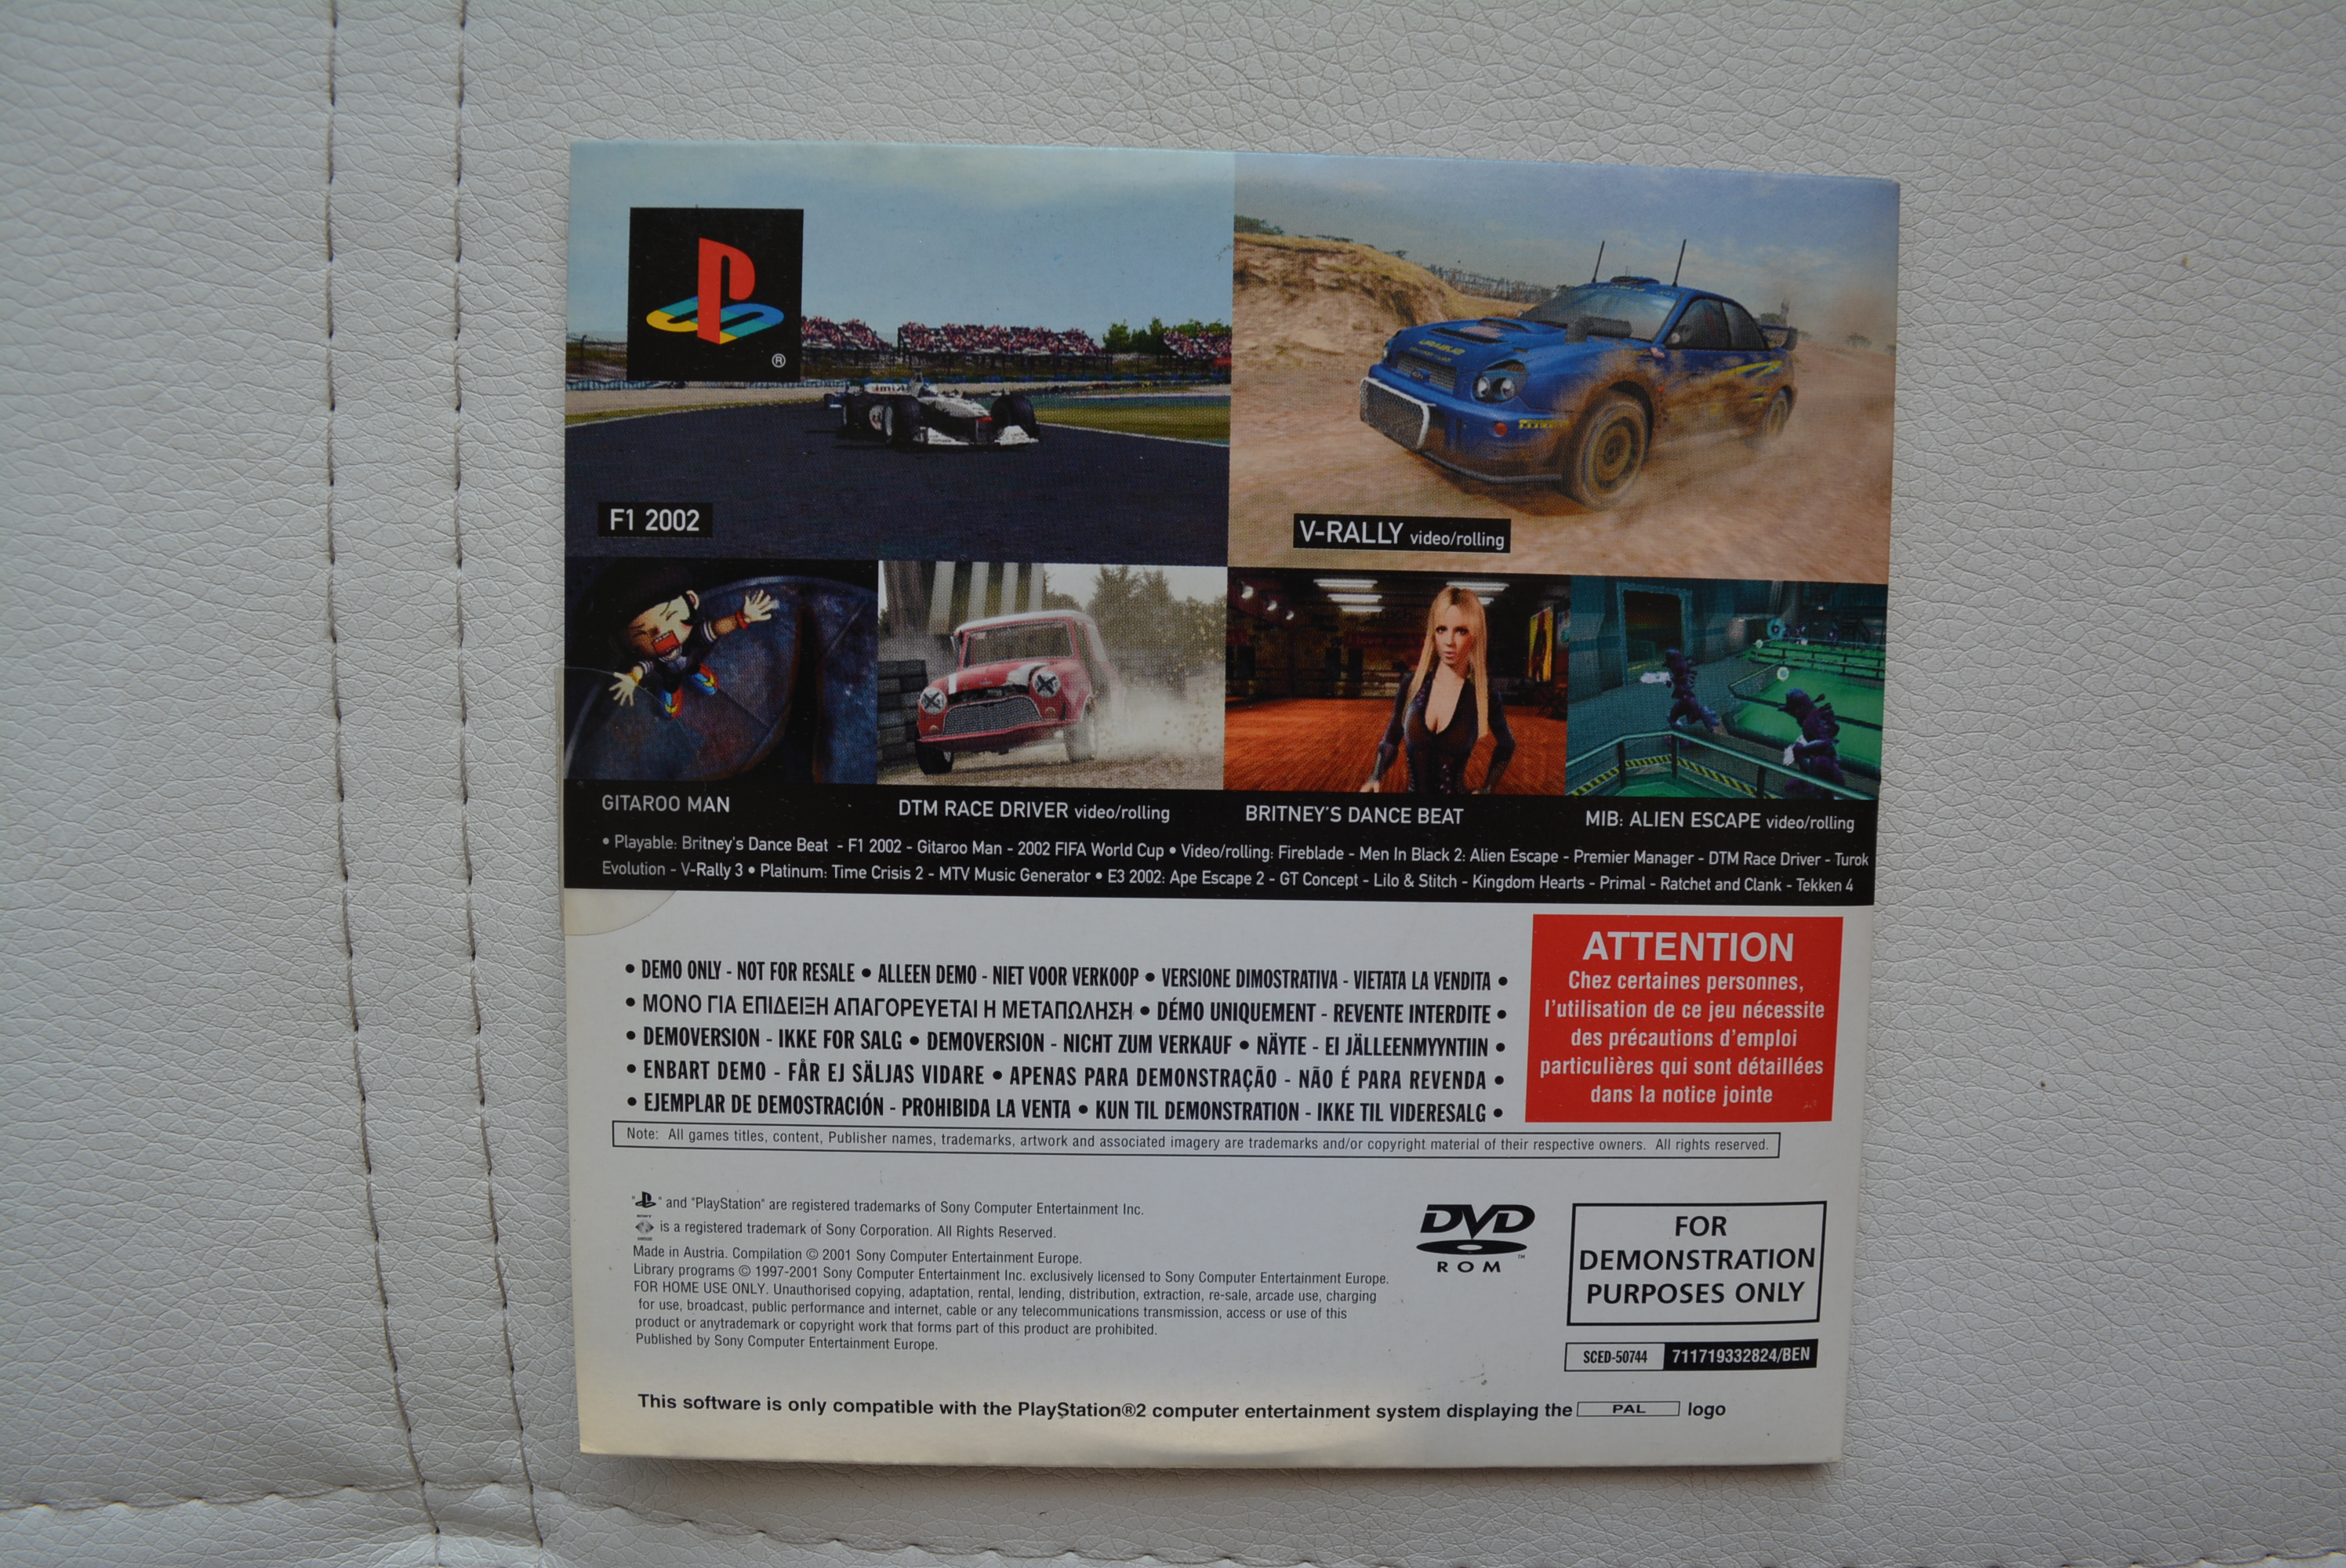 ®
F1 2002
V-RALLY video/rolling
GITAROO MAN
DTM RACE DRIVER video/rolling
BRITNEY'S DANCE BEAT
MIB: ALIEN ESCAPE video/rolling
• Playable: Britney's Dance Beat - F1 2002 - Gitaroo Man - 2002 FIFA World Cup • Video/rolling: Fireblade - Men In Black 2: Alien Escape - Premier Manager - DTM Race Driver - Turok
Evolution - V-Rally 3 • Platinum: Time Crisis 2 - MTV Music Generator • E3 2002: Ape Escape 2 - GT Concept - Lilo & Stitch - Kingdom Hearts - Primal - Ratchet and Clank - Tekken 4
• DEMO ONLY - NOT FOR RESALE • ALLEEN DEMO - NIET VOOR VERKOOP • VERSIONE DIMOSTRATIVA - VIETATA LA VENDITA •
• ΜΟΝΟ ΓΙΑ ΕΠΙΔΕΙΞΗ ΑΠΑΓΟΡΕΥΕΤΑΙ Η ΜΕΤΑΠΩΛΗΣΗ • DÉMO UNIQUEMENT - REVENTE INTERDITE •
• DEMOVERSION - IKKE FOR SALG • DEMOVERSION - NICHT ZUM VERKAUF • NÄYTE - EI JÄLLEENMYYNTIIN •
• ENBART DEMO - FÅR EJ SÄLJAS VIDARE • APENAS PARA DEMONSTRAÇÃO - NÃO É PARA REVENDA •
• EJEMPLAR DE DEMOSTRACIÓN - PROHIBIDA LA VENTA • KUN TIL DEMONSTRATION - IKKE TIL VIDERESALG •
ATTENTION
Chez certaines personnes,
l'utilisation de ce jeu nécessite
des précautions d'emploi
particulières qui sont détaillées
dans la notice jointe
Note: All games titles, content, Publisher names, trademarks, artwork and associated imagery are trademarks and/or copyright material of their respective owners. All rights reserved.
" " and "PlayStation" are registered trademarks of Sony Computer Entertainment Inc.
is a registered trademark of Sony Corporation. All Rights Reserved.
Made in Austria. Compilation © 2001 Sony Computer Entertainment Europe.
Library programs © 1997-2001 Sony Computer Entertainment Inc. exclusively licensed to Sony Computer Entertainment Europe.
FOR HOME USE ONLY. Unauthorised copying, adaptation, rental, lending, distribution, extraction, re-sale, arcade use, charging
for use, broadcast, public performance and internet, cable or any telecommunications transmission, access or use of this
product or anytrademark or copyright work that forms part of this product are prohibited.
Published by Sony Computer Entertainment Europe.
DVD
ROM
FOR
DEMONSTRATION
PURPOSES ONLY
SCED-50744 711719332824/BEN
This software is only compatible with the PlayStation®2 computer entertainment system displaying the PAL logo